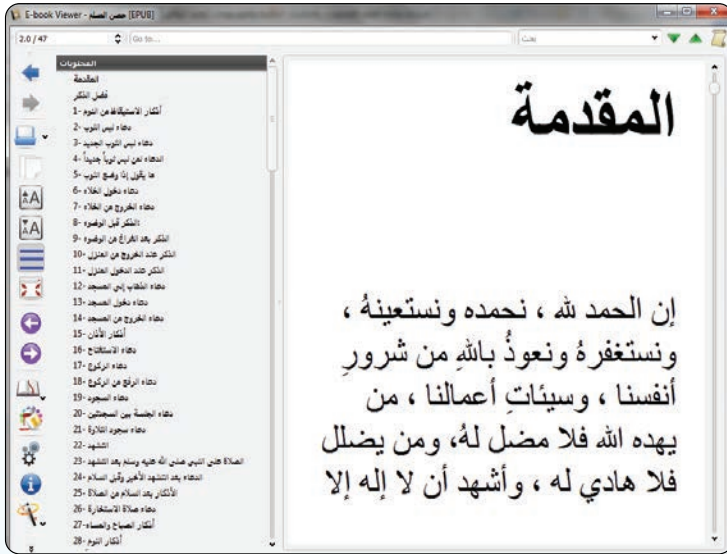 E-book Viewer - حصن المسلم [EPUB]
2.0 / 47
Go to...
بحث
المحتويات
المقدمة
فضل الذكر
1- أذكار الاستيقاظ من النوم
2- دعاء لبس الثوب
3- دعاء لبس الثوب الجديد
4- الدعاء لمن لبس ثوباً جديداً
5- ما يقول إذا وضع الثوب
6- دعاء دخول الخلاء
7- دعاء الخروج من الخلاء
8- الذكر قبل الوضوء
9- الذكر بعد الفراغ من الوضوء
10- الذكر عند الخروج من المنزل
11- الذكر عند الدخول المنزل
12- دعاء الذهاب إلى المسجد
13- دعاء دخول المسجد
14- دعاء الخروج من المسجد
15- أذكار الأذان
16- دعاء الاستفتاح
17- دعاء الركوع
18- دعاء الرفع من الركوع
19- دعاء السجود
20- دعاء الجلسة بين السجدتين
21- دعاء سجود التلاوة
22- التشهد
23- الصلاة على النبي صلى الله عليه وسلم بعد التشهد
24- الدعاء بعد التشهد الأخير وقبل السلام
25- الأذكار بعد السلام من الصلاة
26- دعاء صلاة الاستخارة
27- أذكار الصباح والمساء
28- أذكار النوم
المقدمة
إن الحمد لله ، نحمده ونستعينهُ ،
ونستغفرهُ ونعوذُ باللهِ من شرورِ
أنفسنا ، وسيئاتِ أعمالنا ، من
يهده الله فلا مضل لهُ، ومن يضلل
فلا هادي له ، وأشهد أن لا إله إلا